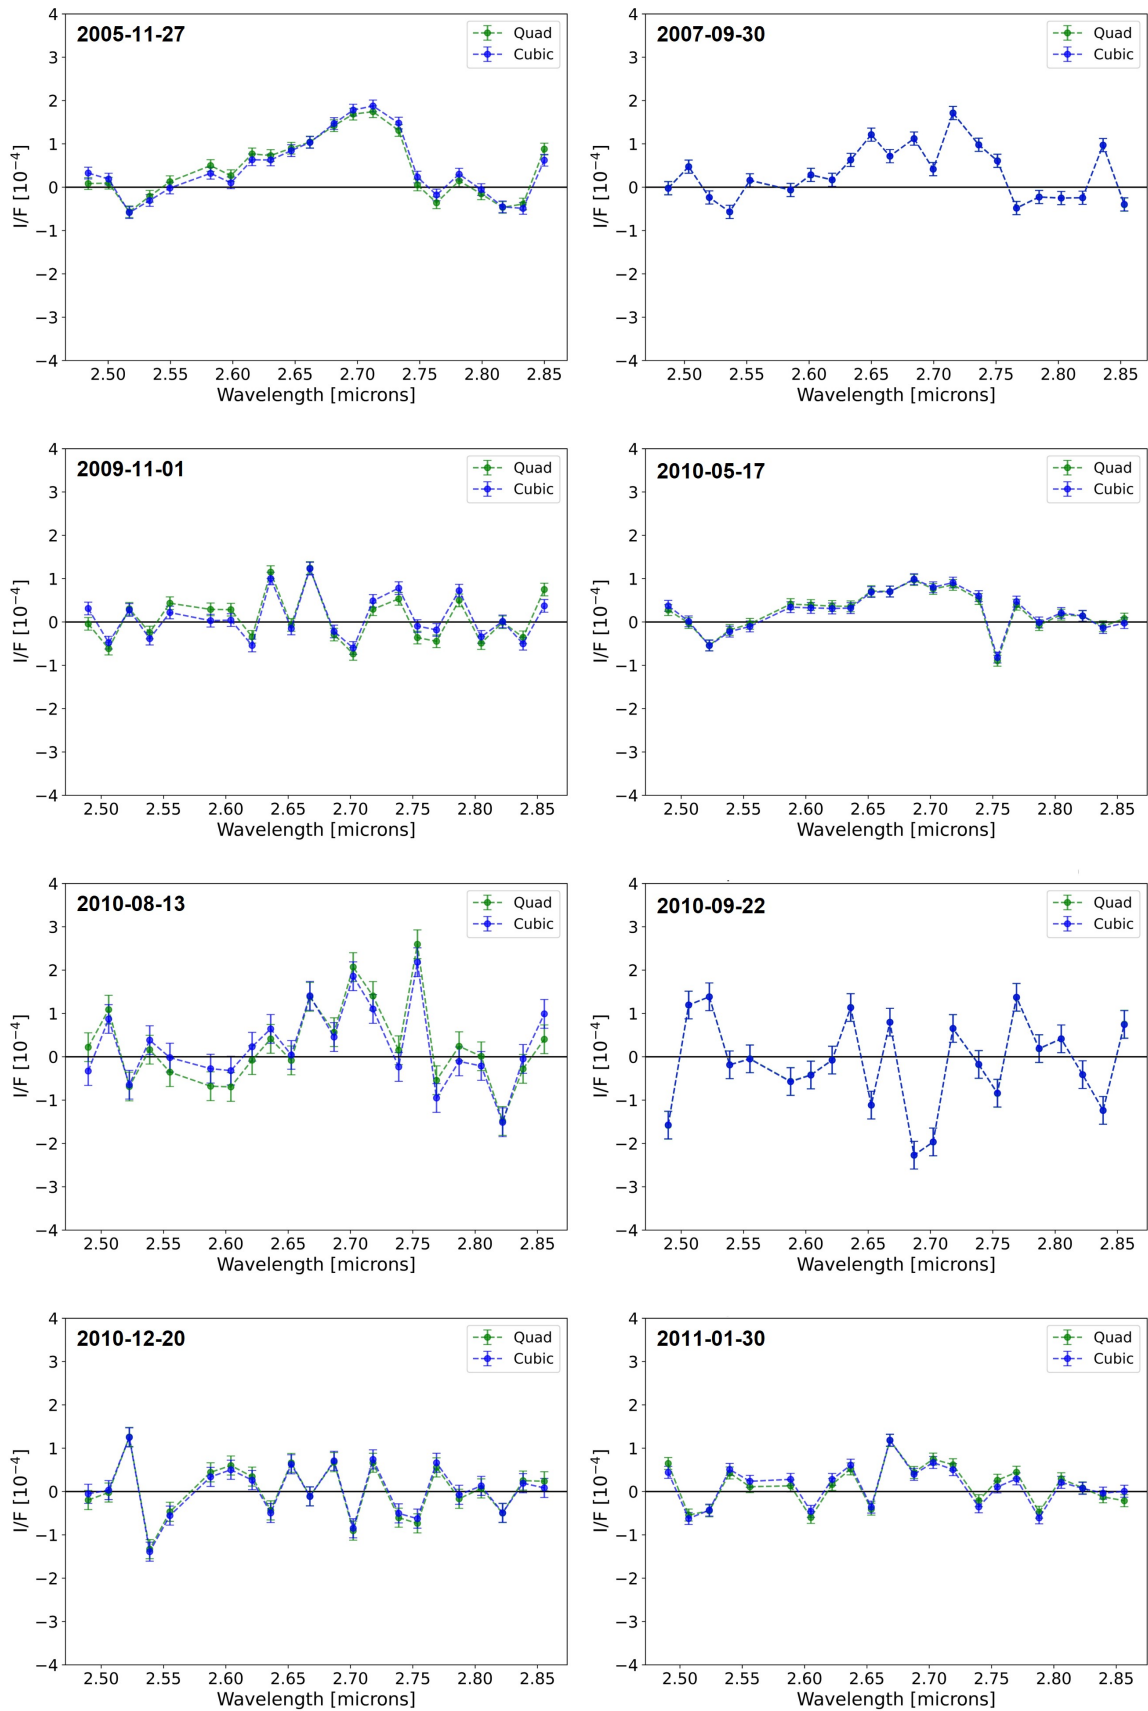 2005-11-27
Quad
Cubic
4
3
2
1
0
−1
−2
−3
−4
I/F [10⁻⁴]
2.50 2.55 2.60 2.65 2.70 2.75 2.80 2.85
Wavelength [microns]
2007-09-30
Quad
Cubic
4
3
2
1
0
−1
−2
−3
−4
I/F [10⁻⁴]
2.50 2.55 2.60 2.65 2.70 2.75 2.80 2.85
Wavelength [microns]
2009-11-01
Quad
Cubic
4
3
2
1
0
−1
−2
−3
−4
I/F [10⁻⁴]
2.50 2.55 2.60 2.65 2.70 2.75 2.80 2.85
Wavelength [microns]
2010-05-17
Quad
Cubic
4
3
2
1
0
−1
−2
−3
−4
I/F [10⁻⁴]
2.50 2.55 2.60 2.65 2.70 2.75 2.80 2.85
Wavelength [microns]
2010-08-13
Quad
Cubic
4
3
2
1
0
−1
−2
−3
−4
I/F [10⁻⁴]
2.50 2.55 2.60 2.65 2.70 2.75 2.80 2.85
Wavelength [microns]
2010-09-22
Quad
Cubic
4
3
2
1
0
−1
−2
−3
−4
I/F [10⁻⁴]
2.50 2.55 2.60 2.65 2.70 2.75 2.80 2.85
Wavelength [microns]
2010-12-20
Quad
Cubic
4
3
2
1
0
−1
−2
−3
−4
I/F [10⁻⁴]
2.50 2.55 2.60 2.65 2.70 2.75 2.80 2.85
Wavelength [microns]
2011-01-30
Quad
Cubic
4
3
2
1
0
−1
−2
−3
−4
I/F [10⁻⁴]
2.50 2.55 2.60 2.65 2.70 2.75 2.80 2.85
Wavelength [microns]